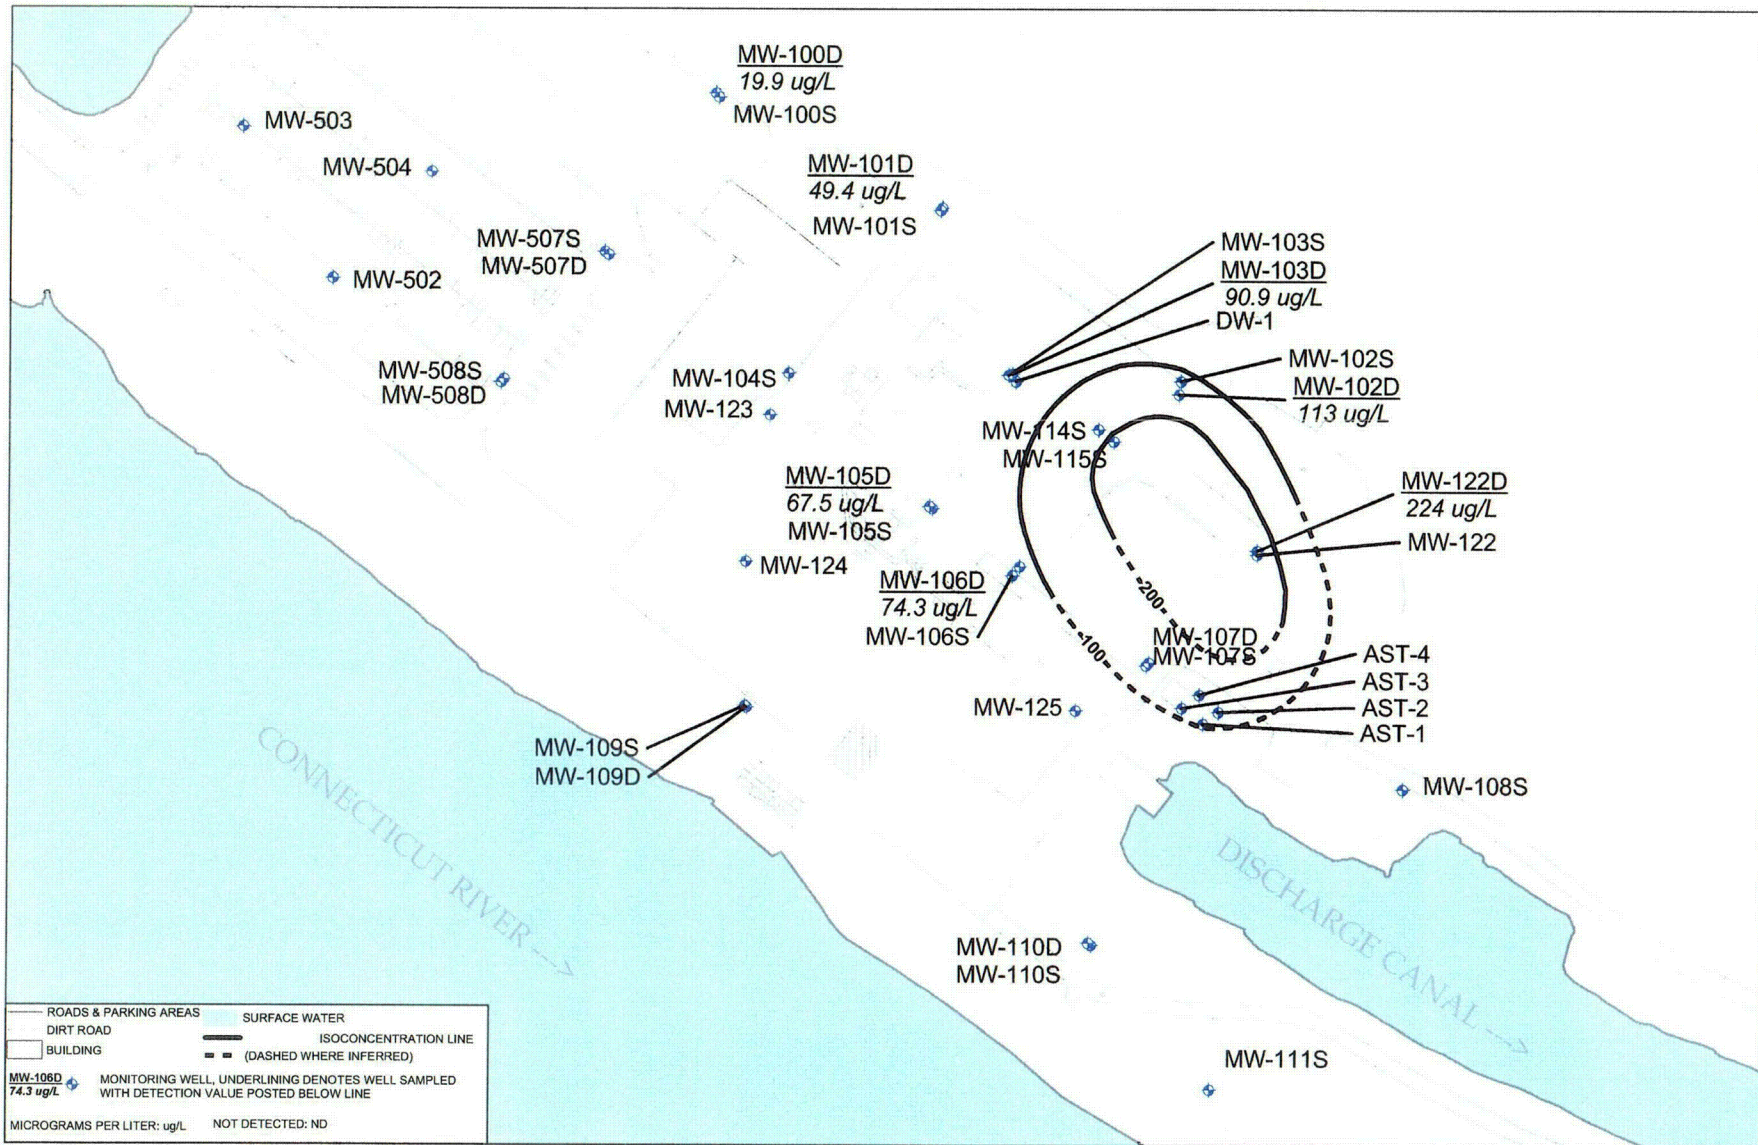 MW-100D
19.9 ug/L
MW-100S
MW-503
MW-504
MW-101D
49.4 ug/L
MW-101S
MW-507S
MW-507D
MW-502
MW-103S
MW-103D
90.9 ug/L
DW-1
MW-102S
MW-102D
113 ug/L
MW-508S
MW-508D
MW-104S
MW-123
MW-114S
MW-115S
MW-105D
67.5 ug/L
MW-105S
MW-124
MW-122D
224 ug/L
MW-122
MW-106D
74.3 ug/L
MW-106S
200
100
MW-107D
MW-107S
AST-4
AST-3
AST-2
AST-1
MW-125
MW-109S
MW-109D
MW-108S
CONNECTICUT RIVER --->
DISCHARGE CANAL --->
MW-110D
MW-110S
MW-111S
ROADS & PARKING AREAS
DIRT ROAD
BUILDING
SURFACE WATER
ISOCONCENTRATION LINE
(DASHED WHERE INFERRED)
MW-106D
74.3 ug/L
MONITORING WELL, UNDERLINING DENOTES WELL SAMPLED
WITH DETECTION VALUE POSTED BELOW LINE
MICROGRAMS PER LITER: ug/L NOT DETECTED: ND